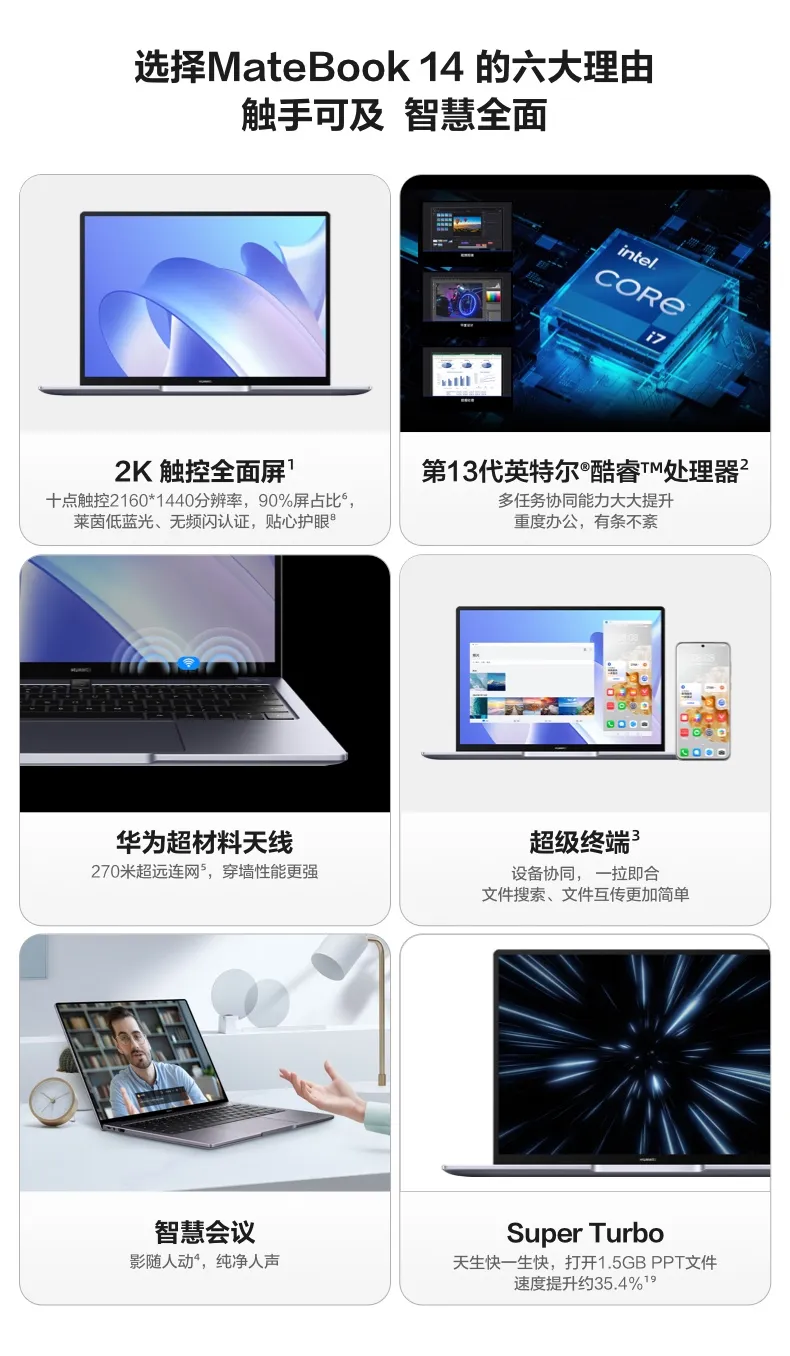 选择MateBook 14 的六大理由
触手可及 智慧全面
intel.
CORE
i7
HUAWEI
2K 触控全面屏¹
十点触控2160*1440分辨率，90%屏占比⁶，
莱茵低蓝光、无频闪认证，贴心护眼⁸
第13代英特尔®酷睿™处理器²
多任务协同能力大大提升
重度办公，有条不紊
HUAWEI
华为超材料天线
270米超远连网⁵，穿墙性能更强
超级终端³
设备协同， 一拉即合
文件搜索、文件互传更加简单
智慧会议
影随人动⁴，纯净人声
HUAWEI
Super Turbo
天生快一生快，打开1.5GB PPT文件
速度提升约35.4%¹⁹